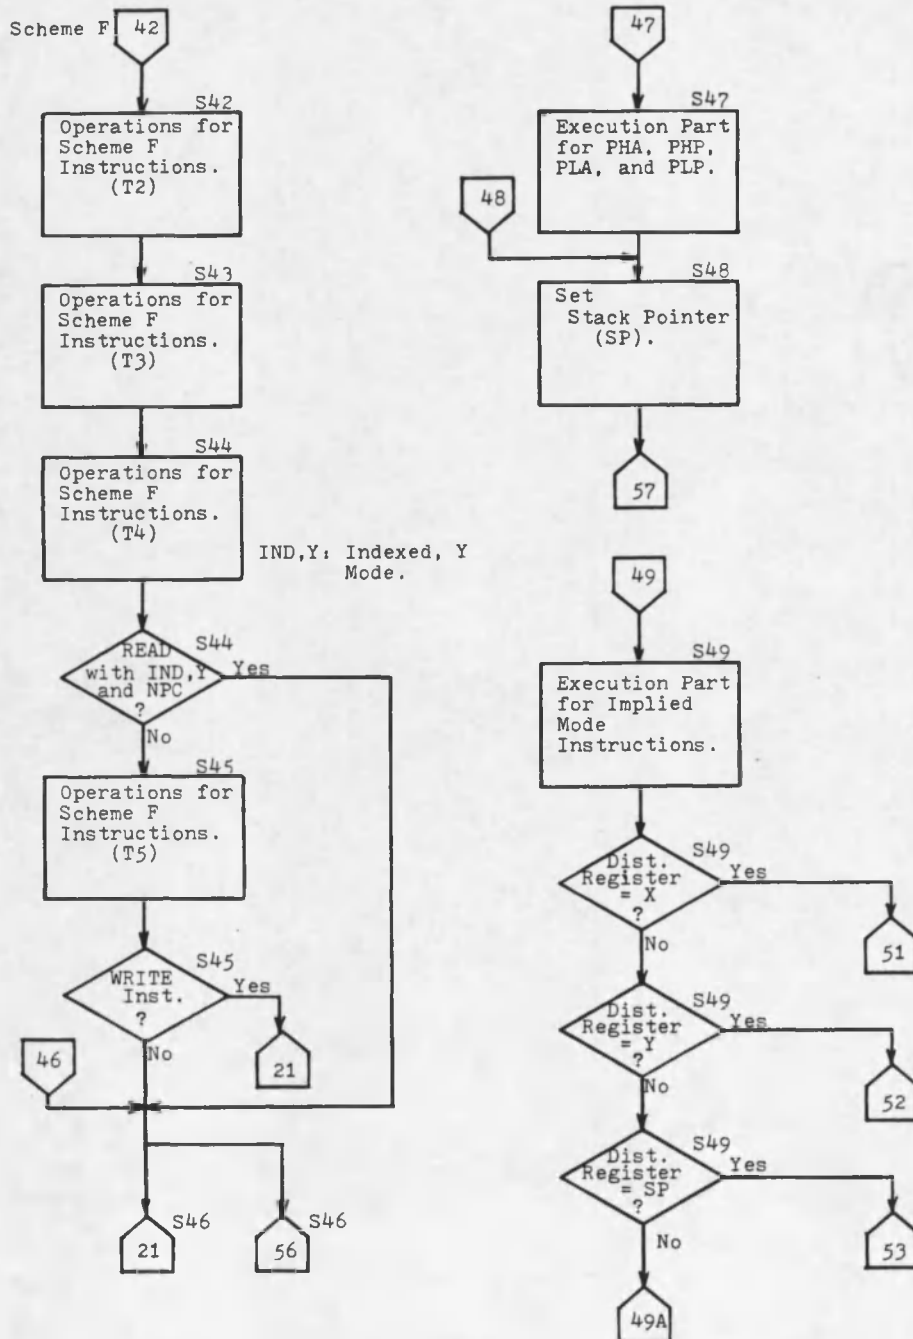 Scheme F 42
S42
Operations for
Scheme F
Instructions.
(T2)
S43
Operations for
Scheme F
Instructions.
(T3)
S44
Operations for
Scheme F
Instructions.
(T4)
IND,Y: Indexed, Y
Mode.
S44
READ
with IND,Y
and NPC
?
Yes
No
S45
Operations for
Scheme F
Instructions.
(T5)
S45
WRITE
Inst.
?
Yes
No
46
21
S46
21
S46
56
47
S47
Execution Part
for PHA, PHP,
PLA, and PLP.
48
S48
Set
Stack Pointer
(SP).
57
49
S49
Execution Part
for Implied
Mode
Instructions.
S49
Dist.
Register
= X
?
Yes
No
51
S49
Dist.
Register
= Y
?
Yes
No
52
S49
Dist.
Register
= SP
?
Yes
No
53
49A